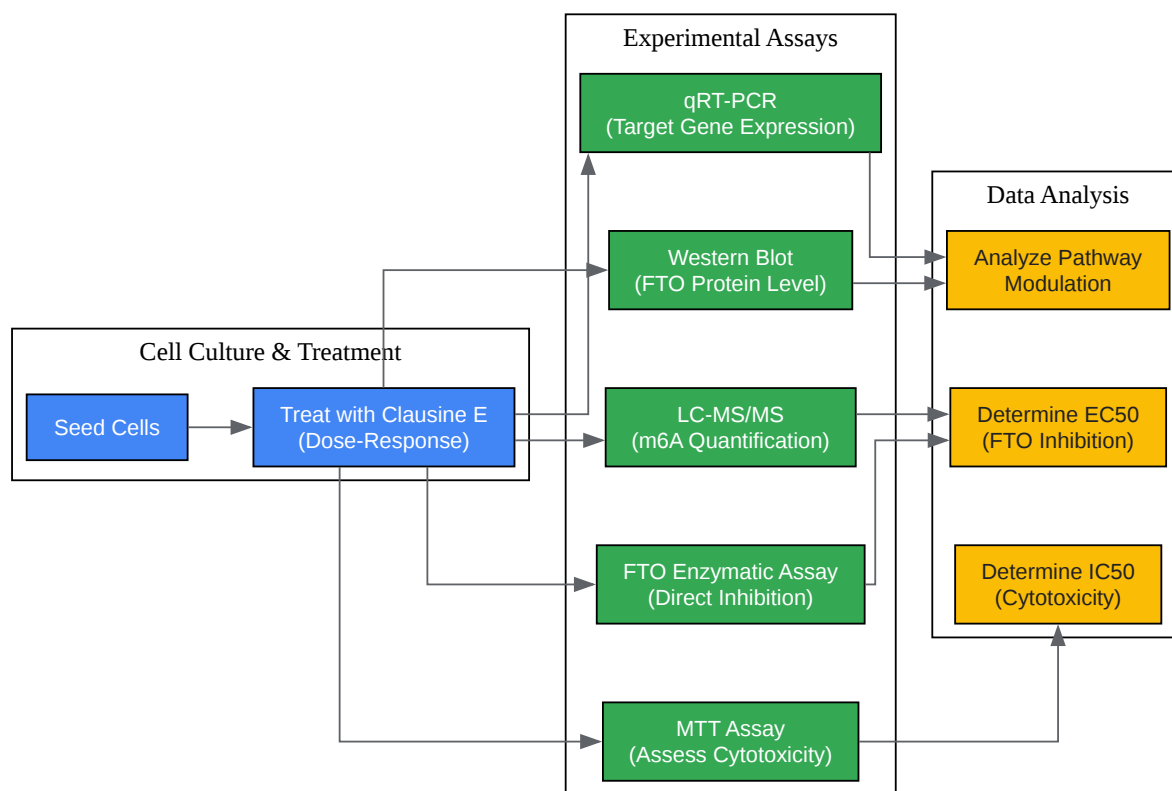 Experimental Assays
qRT-PCR
(Target Gene Expression)
Data Analysis
Western Blot
(FTO Protein Level)
Analyze Pathway
Modulation
Cell Culture & Treatment
Seed Cells
Treat with Clausine E
(Dose-Response)
LC-MS/MS
(m6A Quantification)
Determine EC50
(FTO Inhibition)
FTO Enzymatic Assay
(Direct Inhibition)
Determine IC50
(Cytotoxicity)
MTT Assay
(Assess Cytotoxicity)